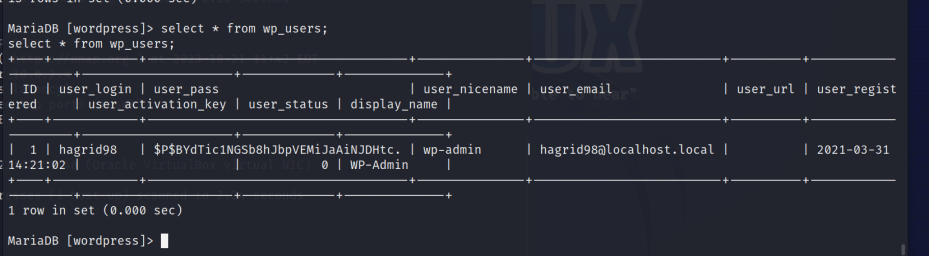 MariaDB [wordpress]> select * from wp_users;
select * from wp_users;
| ID | user_login | user_pass | user_nicename | user_email | user_url | user_regist
ered | user_activation_key | user_status | display_name |
| 1 | hagrid98 | $P$BYdTic1NGSb8hJbpVEMiJaAiNJDHtc. | wp-admin | hagrid98@localhost.local | | 2021-03-31
14:21:02 | | 0 | WP-Admin |
1 row in set (0.000 sec)
MariaDB [wordpress]>